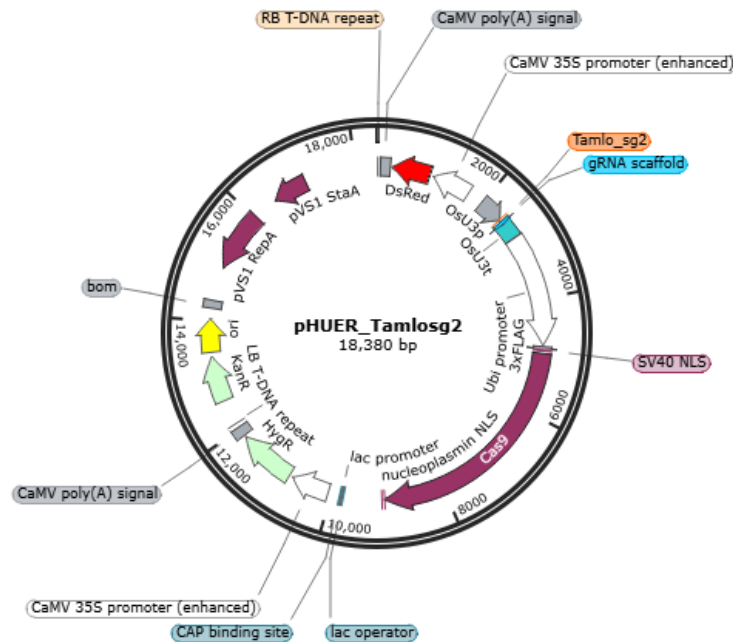 RB T-DNA repeat
CaMV poly(A) signal
CaMV 35S promoter (enhanced)
Tamlo_sg2
gRNA scaffold
18,000
2000
DsRed
OsU3p
OsU3t
pVS1 StaA
16,000
pVS1 RepA
4000
bom
14,000
ori
pHUER_Tamlosg2
18,380 bp
Ubi promoter
3xFLAG
SV40 NLS
KanR
LB T-DNA repeat
HygR
lac promoter
nucleoplasmin NLS
Cas9
6000
12,000
CaMV poly(A) signal
8000
10,000
CaMV 35S promoter (enhanced)
CAP binding site
lac operator